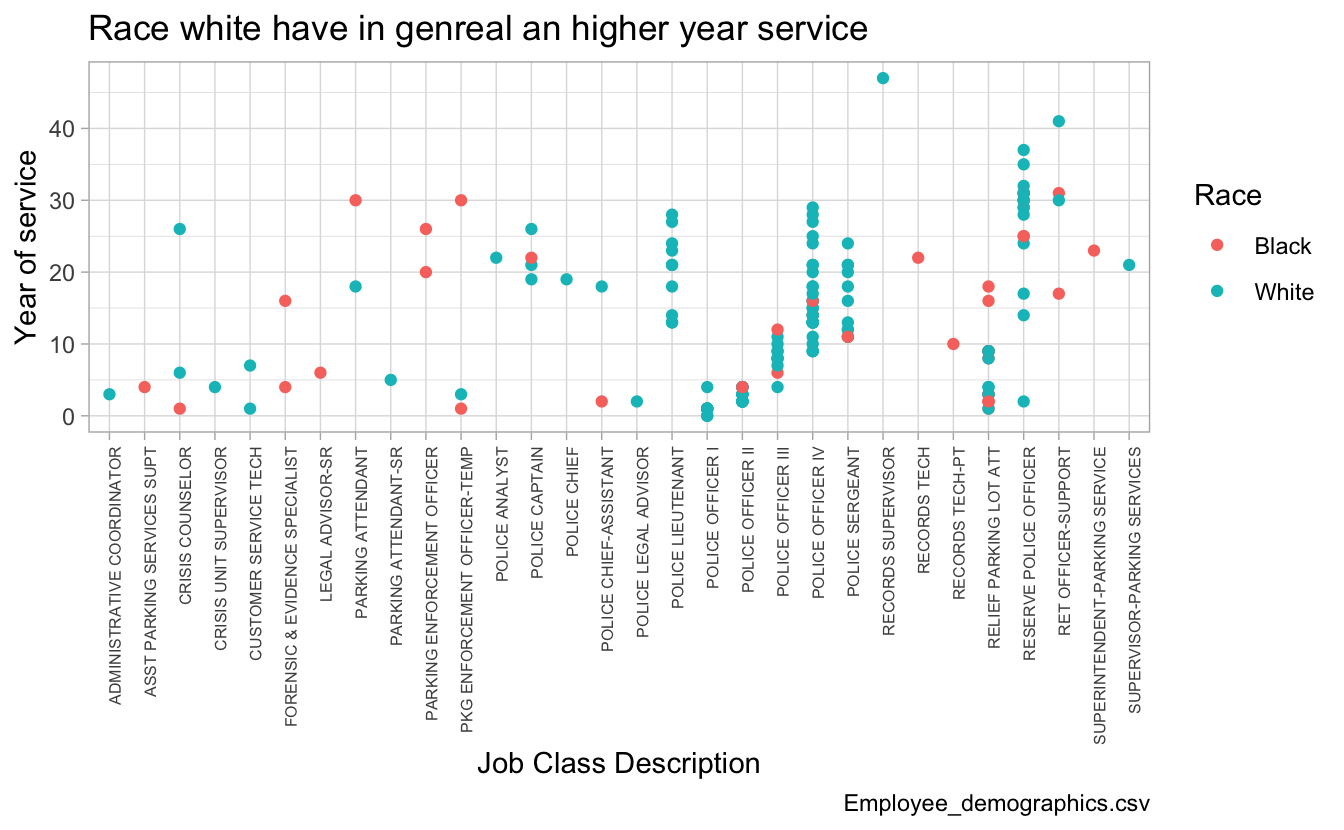 Race white have in genreal an higher year service
Year of service
40
30
20
10
0
ADMINISTRATIVE COORDINATOR
ASST PARKING SERVICES SUPT
CRISIS COUNSELOR
CRISIS UNIT SUPERVISOR
CUSTOMER SERVICE TECH
FORENSIC & EVIDENCE SPECIALIST
LEGAL ADVISOR-SR
PARKING ATTENDANT
PARKING ATTENDANT-SR
PARKING ENFORCEMENT OFFICER
PKG ENFORCEMENT OFFICER-TEMP
POLICE ANALYST
POLICE CAPTAIN
POLICE CHIEF
POLICE CHIEF-ASSISTANT
POLICE LEGAL ADVISOR
POLICE LIEUTENANT
POLICE OFFICER I
POLICE OFFICER II
POLICE OFFICER III
POLICE OFFICER IV
POLICE SERGEANT
RECORDS SUPERVISOR
RECORDS TECH
RECORDS TECH-PT
RELIEF PARKING LOT ATT
RESERVE POLICE OFFICER
RET OFFICER-SUPPORT
SUPERINTENDENT-PARKING SERVICE
SUPERVISOR-PARKING SERVICES
Job Class Description
Race
Black
White
Employee_demographics.csv